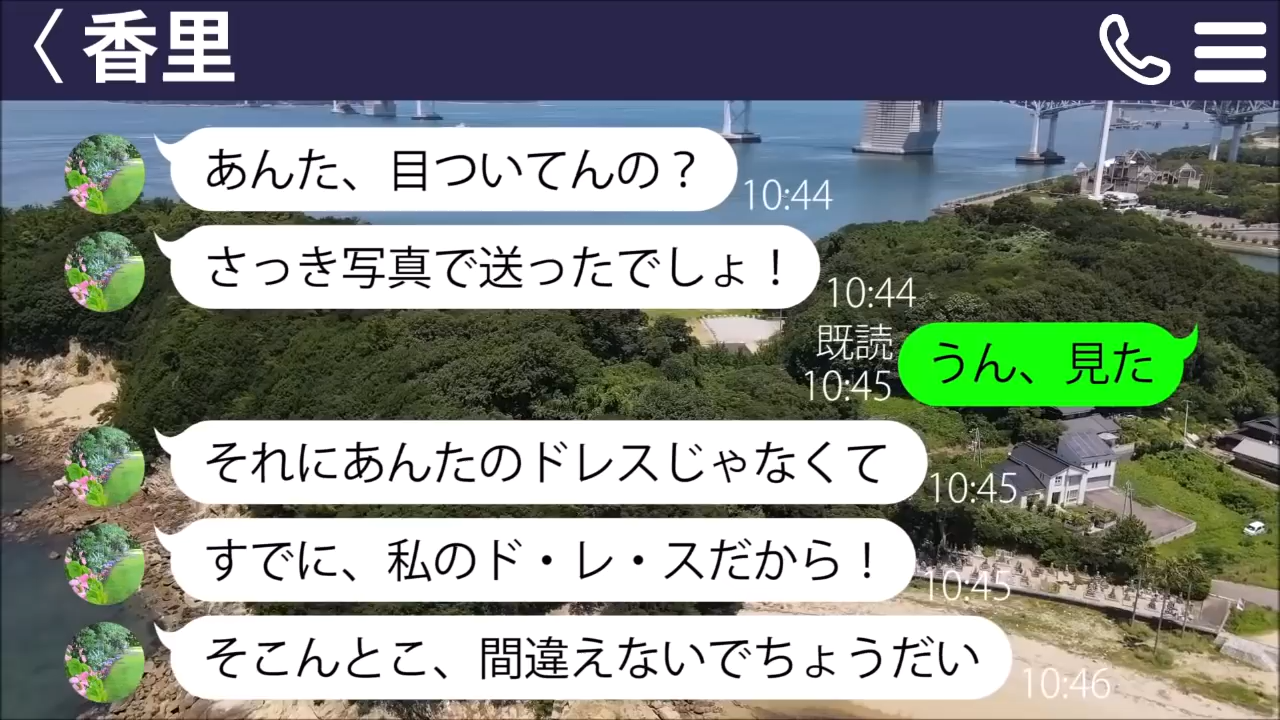 香里
あんた、目ついてんの？
10:44
さっき写真で送ったでしょ！
10:44
既読
10:45
うん、見た
それにあんたのドレスじゃなくて
10:45
すでに、私のド・レ・スだから！
10:45
そこんとこ、間違えないでちょうだい
10:46